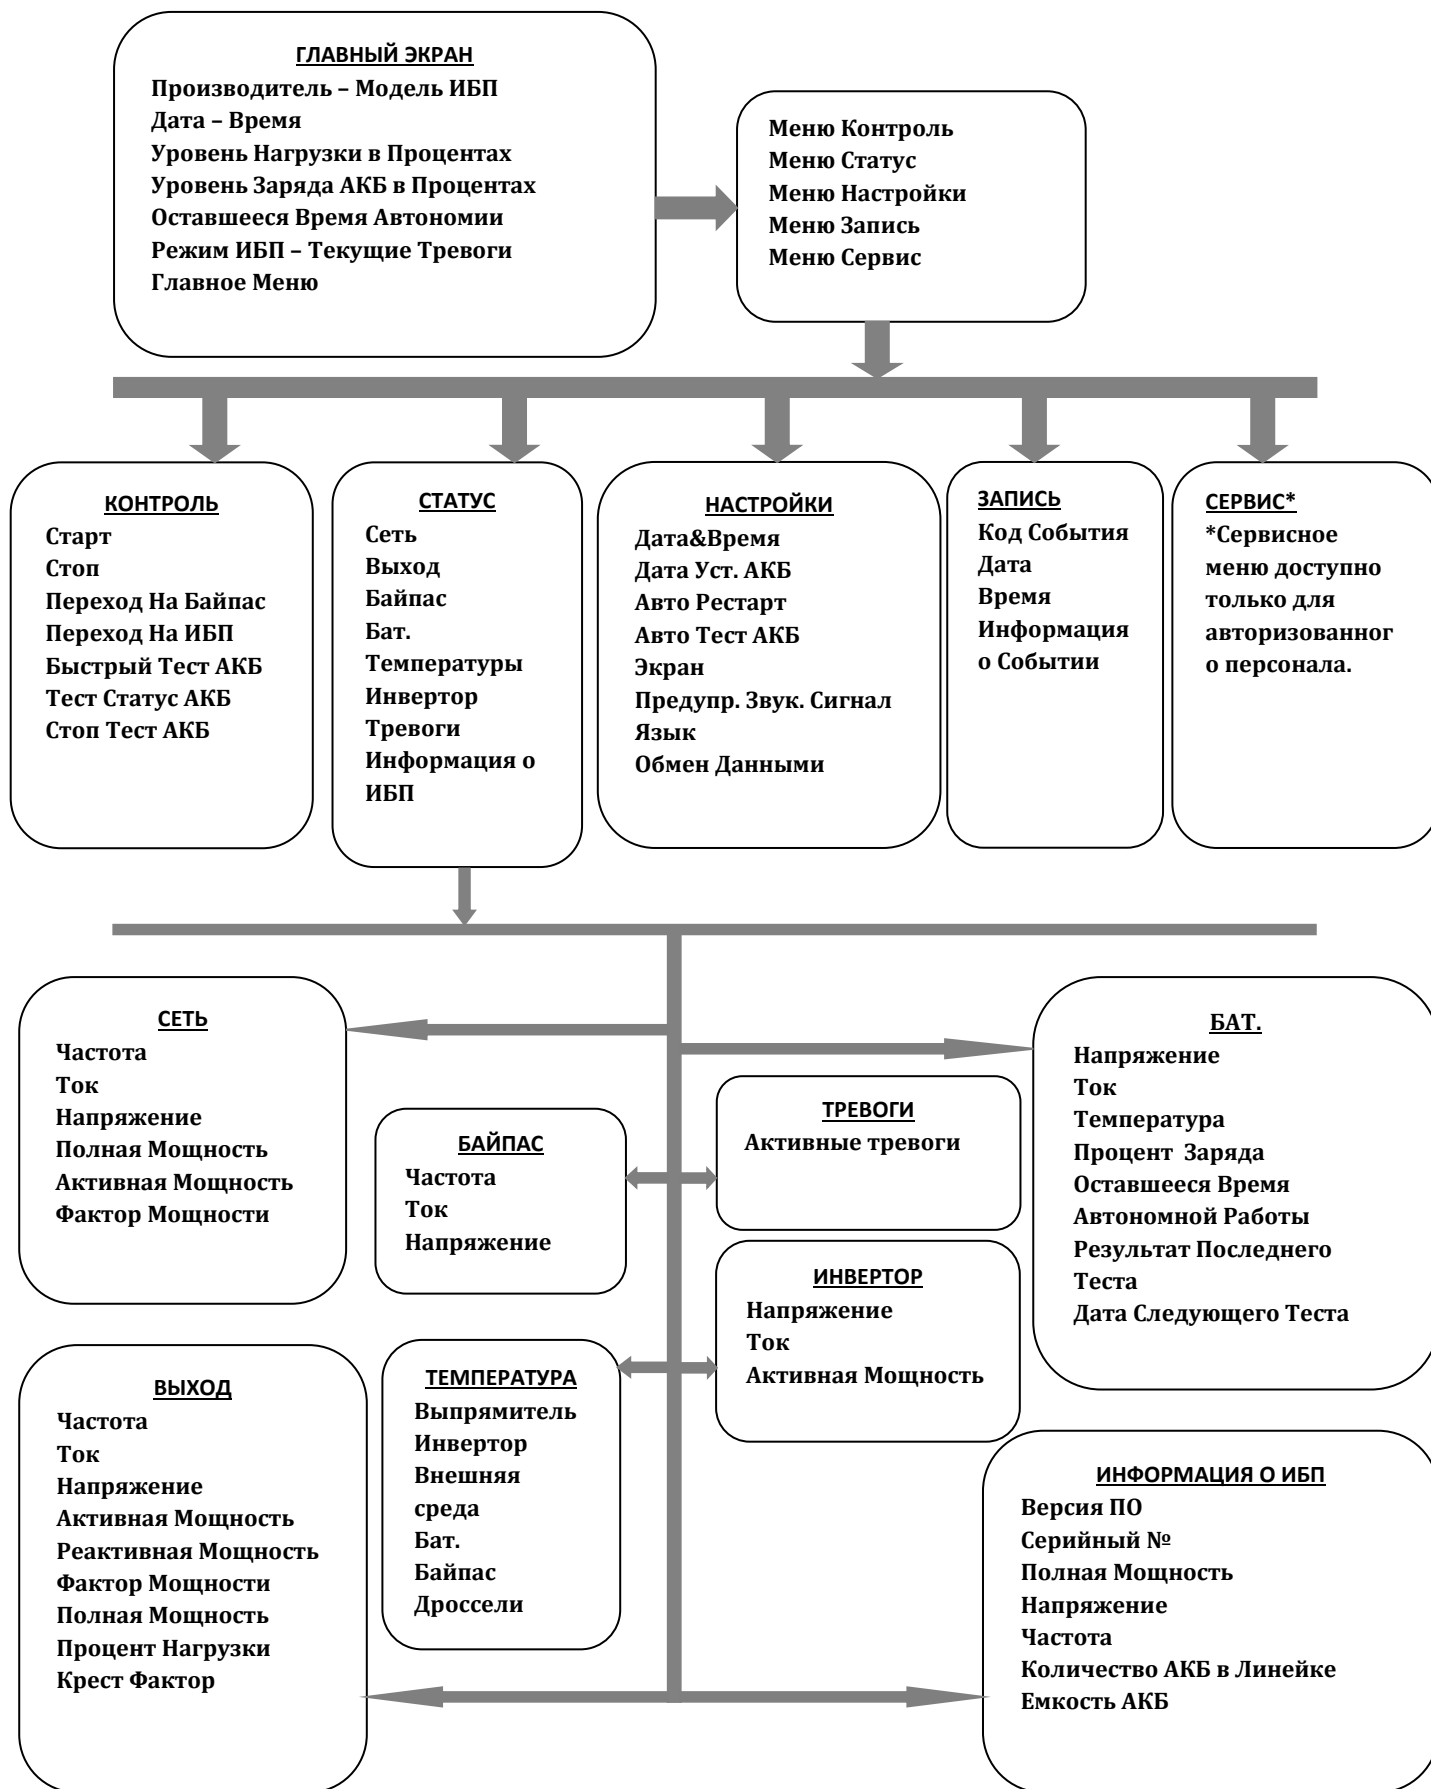 ГЛАВНЫЙ ЭКРАН
Производитель – Модель ИБП
Дата – Время
Уровень Нагрузки в Процентах
Уровень Заряда АКБ в Процентах
Оставшееся Время Автономии
Режим ИБП – Текущие Тревоги
Главное Меню
Меню Контроль
Меню Статус
Меню Настройки
Меню Запись
Меню Сервис
КОНТРОЛЬ
Старт
Стоп
Переход На Байпас
Переход На ИБП
Быстрый Тест АКБ
Тест Статус АКБ
Стоп Тест АКБ
СТАТУС
Сеть
Выход
Байпас
Бат.
Температуры
Инвертор
Тревоги
Информация о
ИБП
НАСТРОЙКИ
Дата&Время
Дата Уст. АКБ
Авто Рестарт
Авто Тест АКБ
Экран
Предупр. Звук. Сигнал
Язык
Обмен Данными
ЗАПИСЬ
Код События
Дата
Время
Информация
о Событии
СЕРВИС*
*Сервисное
меню доступно
только для
авторизованног
о персонала.
СЕТЬ
Частота
Ток
Напряжение
Полная Мощность
Активная Мощность
Фактор Мощности
БАЙПАС
Частота
Ток
Напряжение
ТРЕВОГИ
Активные тревоги
БАТ.
Напряжение
Ток
Температура
Процент  Заряда
Оставшееся Время
Автономной Работы
Результат Последнего
Теста
Дата Следующего Теста
ИНВЕРТОР
Напряжение
Ток
Активная Мощность
ВЫХОД
Частота
Ток
Напряжение
Активная Мощность
Реактивная Мощность
Фактор Мощности
Полная Мощность
Процент Нагрузки
Крест Фактор
ТЕМПЕРАТУРА
Выпрямитель
Инвертор
Внешняя
среда
Бат.
Байпас
Дроссели
ИНФОРМАЦИЯ О ИБП
Версия ПО
Серийный №
Полная Мощность
Напряжение
Частота
Количество АКБ в Линейке
Емкость АКБ